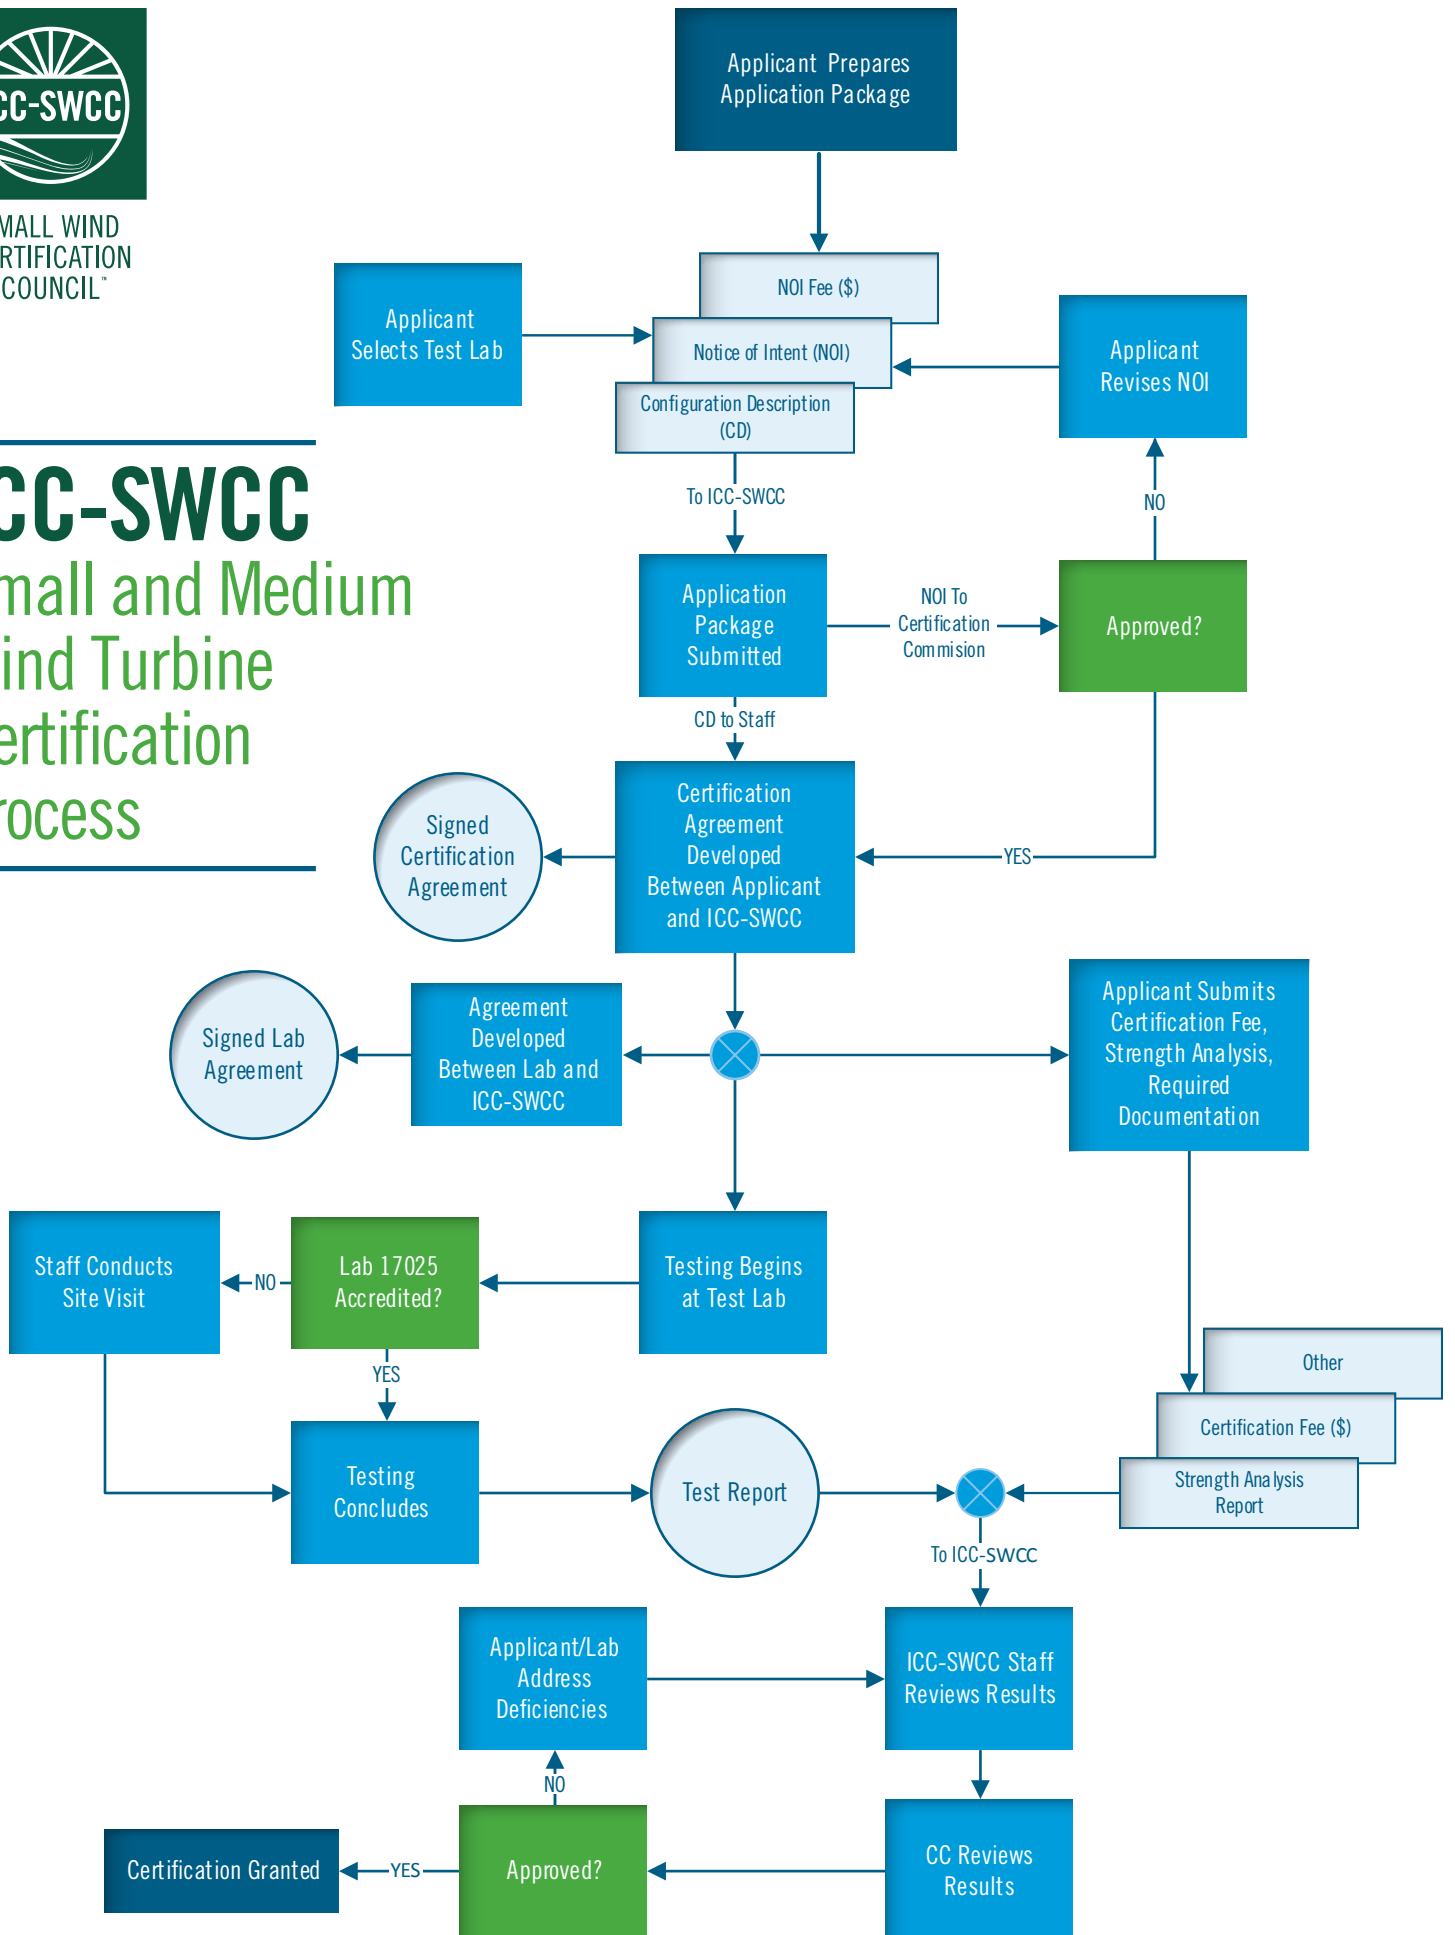 CC-SWCC
MALL WIND
RTIFICATION
COUNCIL™
CC-SWCC
mall and Medium
ind Turbine
ertification
rocess
Applicant Prepares
Application Package
NOI Fee ($)
Notice of Intent (NOI)
Configuration Description
(CD)
Applicant
Selects Test Lab
Applicant
Revises NOI
To ICC-SWCC
NO
Application
Package
Submitted
NOI To
Certification
Commision
Approved?
CD to Staff
YES
Certification
Agreement
Developed
Between Applicant
and ICC-SWCC
Signed
Certification
Agreement
Signed Lab
Agreement
Agreement
Developed
Between Lab and
ICC-SWCC
Applicant Submits
Certification Fee,
Strength Analysis,
Required
Documentation
Staff Conducts
Site Visit
NO
Lab 17025
Accredited?
Testing Begins
at Test Lab
YES
Other
Certification Fee ($)
Strength Analysis
Report
Testing
Concludes
Test Report
To ICC-SWCC
Applicant/Lab
Address
Deficiencies
ICC-SWCC Staff
Reviews Results
NO
Certification Granted
YES
Approved?
CC Reviews
Results